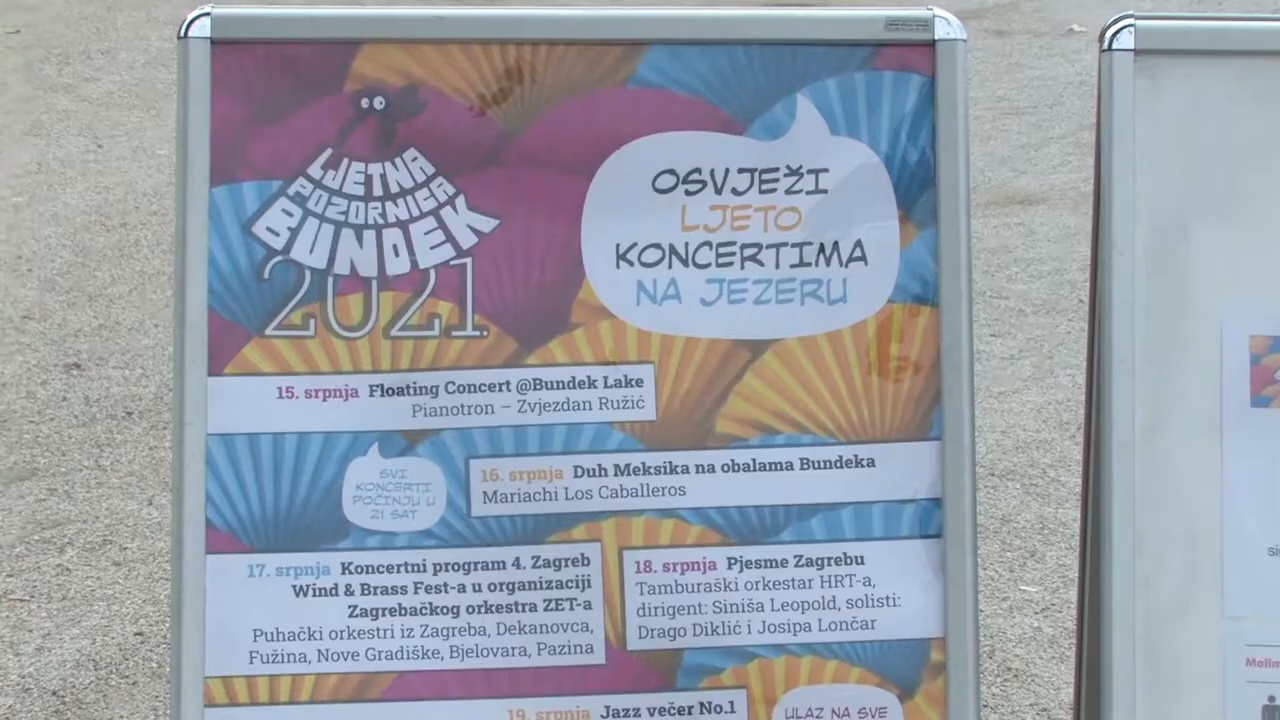 LJETNA
POZORNICA
BUNDEK
2021
OSVJEŽI
LJETO
KONCERTIMA
NA JEZERU
15. srpnja Floating Concert @Bundek Lake
Pianotron – Zvjezdan Ružić
SVI
KONCERTI
POČINJU U
21 SAT
16. srpnja Duh Meksika na obalama Bundeka
Mariachi Los Caballeros
17. srpnja Koncertni program 4. Zagreb
Wind & Brass Fest-a u organizaciji
Zagrebačkog orkestra ZET-a
Puhački orkestri iz Zagreba, Dekanovca,
Fužina, Nove Gradiške, Bjelovara, Pazina
18. srpnja Pjesme Zagrebu
Tamburaški orkestar HRT-a,
dirigent: Siniša Leopold, solisti:
Drago Diklić i Josipa Lončar
19. srpnja Jazz večer No.1
ULAZ NA SVE